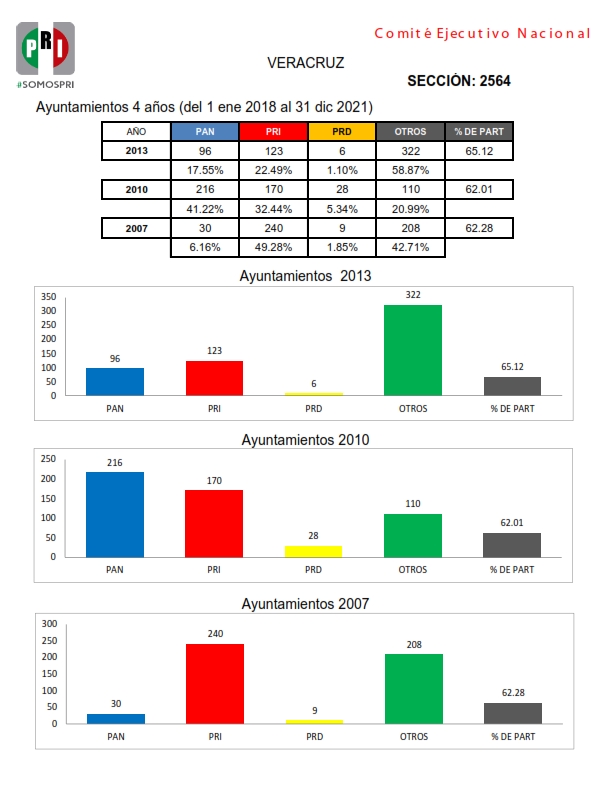 Comité Ejecutivo Nacional
PRI
#SOMOSPRI
VERACRUZ
SECCIÓN: 2564
Ayuntamientos 4 años (del 1 ene 2018 al 31 dic 2021)
AÑO PAN PRI PRD OTROS % DE PART
2013 96 123 6 322 65.12
17.55% 22.49% 1.10% 58.87%
2010 216 170 28 110 62.01
41.22% 32.44% 5.34% 20.99%
2007 30 240 9 208 62.28
6.16% 49.28% 1.85% 42.71%
Ayuntamientos 2013
350
300
250
200
150
100
50
0
96 123 6 322 65.12
PAN PRI PRD OTROS % DE PART
Ayuntamientos 2010
250
200
150
100
50
0
216 170 28 110 62.01
PAN PRI PRD OTROS % DE PART
Ayuntamientos 2007
300
250
200
150
100
50
0
30 240 9 208 62.28
PAN PRI PRD OTROS % DE PART